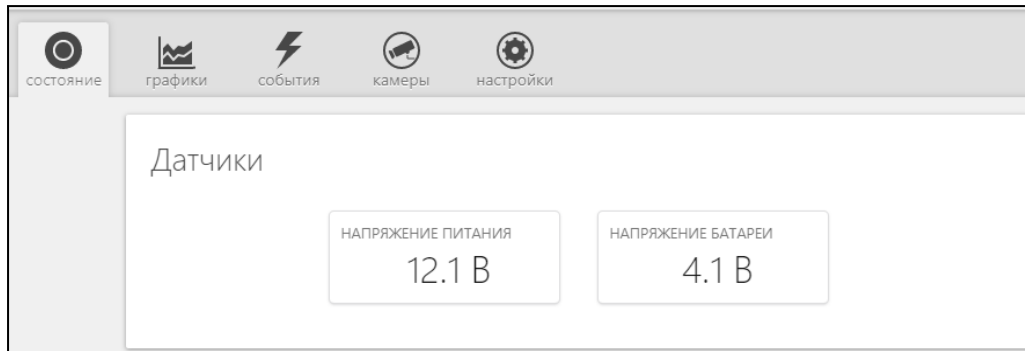 состояние графики события камеры настройки
Датчики
НАПРЯЖЕНИЕ ПИТАНИЯ НАПРЯЖЕНИЕ БАТАРЕИ
12.1 В 4.1 В